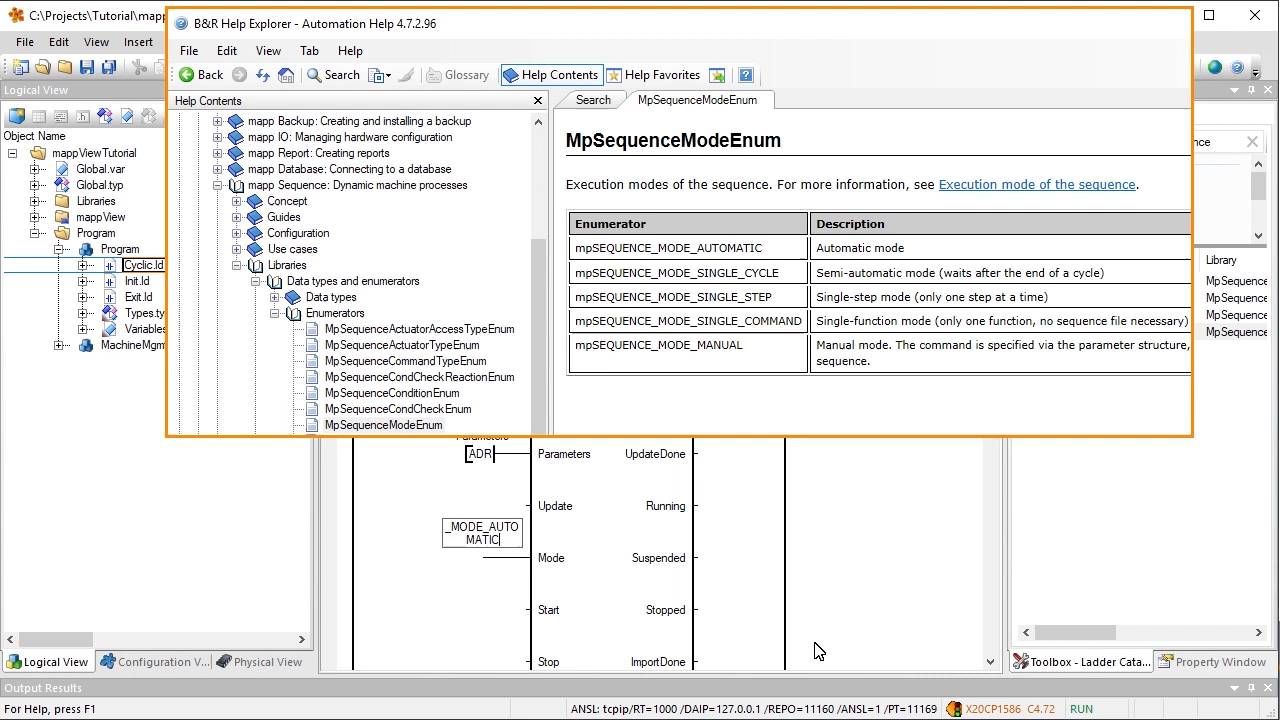 C:\Projects\Tutorial\mapp
File Edit View Insert
Logical View
Object Name
mappViewTutorial
Global.var
Global.typ
Libraries
mappView
Program
Program
Cyclic.ld
Init.ld
Exit.ld
Types.ty
Variables
MachineMgm
Logical View Configuration V... Physical View
B&R Help Explorer - Automation Help 4.7.2.96
File Edit View Tab Help
Back Search Glossary Help Contents Help Favorites
Help Contents
mapp Backup: Creating and installing a backup
mapp IO: Managing hardware configuration
mapp Report: Creating reports
mapp Database: Connecting to a database
mapp Sequence: Dynamic machine processes
Concept
Guides
Configuration
Use cases
Libraries
Data types and enumerators
Data types
Enumerators
MpSequenceActuatorAccessTypeEnum
MpSequenceActuatorTypeEnum
MpSequenceCommandTypeEnum
MpSequenceCondCheckReactionEnum
MpSequenceConditionEnum
MpSequenceCondCheckEnum
MpSequenceModeEnum
Search MpSequenceModeEnum
MpSequenceModeEnum
Execution modes of the sequence. For more information, see Execution mode of the sequence.
Enumerator Description
mpSEQUENCE_MODE_AUTOMATIC Automatic mode
mpSEQUENCE_MODE_SINGLE_CYCLE Semi-automatic mode (waits after the end of a cycle)
mpSEQUENCE_MODE_SINGLE_STEP Single-step mode (only one step at a time)
mpSEQUENCE_MODE_SINGLE_COMMAND Single-function mode (only one function, no sequence file necessary)
mpSEQUENCE_MODE_MANUAL Manual mode. The command is specified via the parameter structure,
sequence.
ADR Parameters UpdateDone
Update Running
_MODE_AUTO
MATIC
Mode Suspended
Start Stopped
Stop ImportDone
nce
Library
MpSequence
MpSequence
MpSequence
MpSequence
Toolbox - Ladder Cata... Property Window
Output Results
For Help, press F1 ANSL: tcpip/RT=1000 /DAIP=127.0.0.1 /REPO=11160 /ANSL=1 /PT=11169 X20CP1586 C4.72 RUN